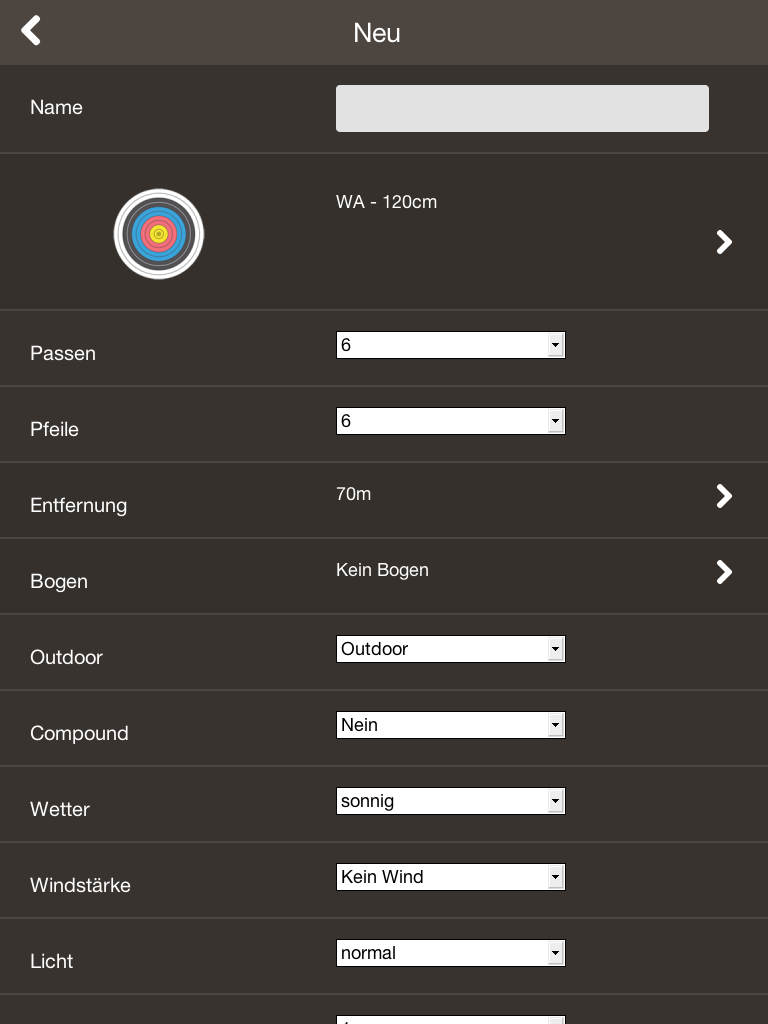 Neu
Name
WA - 120cm
Passen 6
Pfeile 6
Entfernung 70m
Bogen Kein Bogen
Outdoor Outdoor
Compound Nein
Wetter sonnig
Windstärke Kein Wind
Licht normal